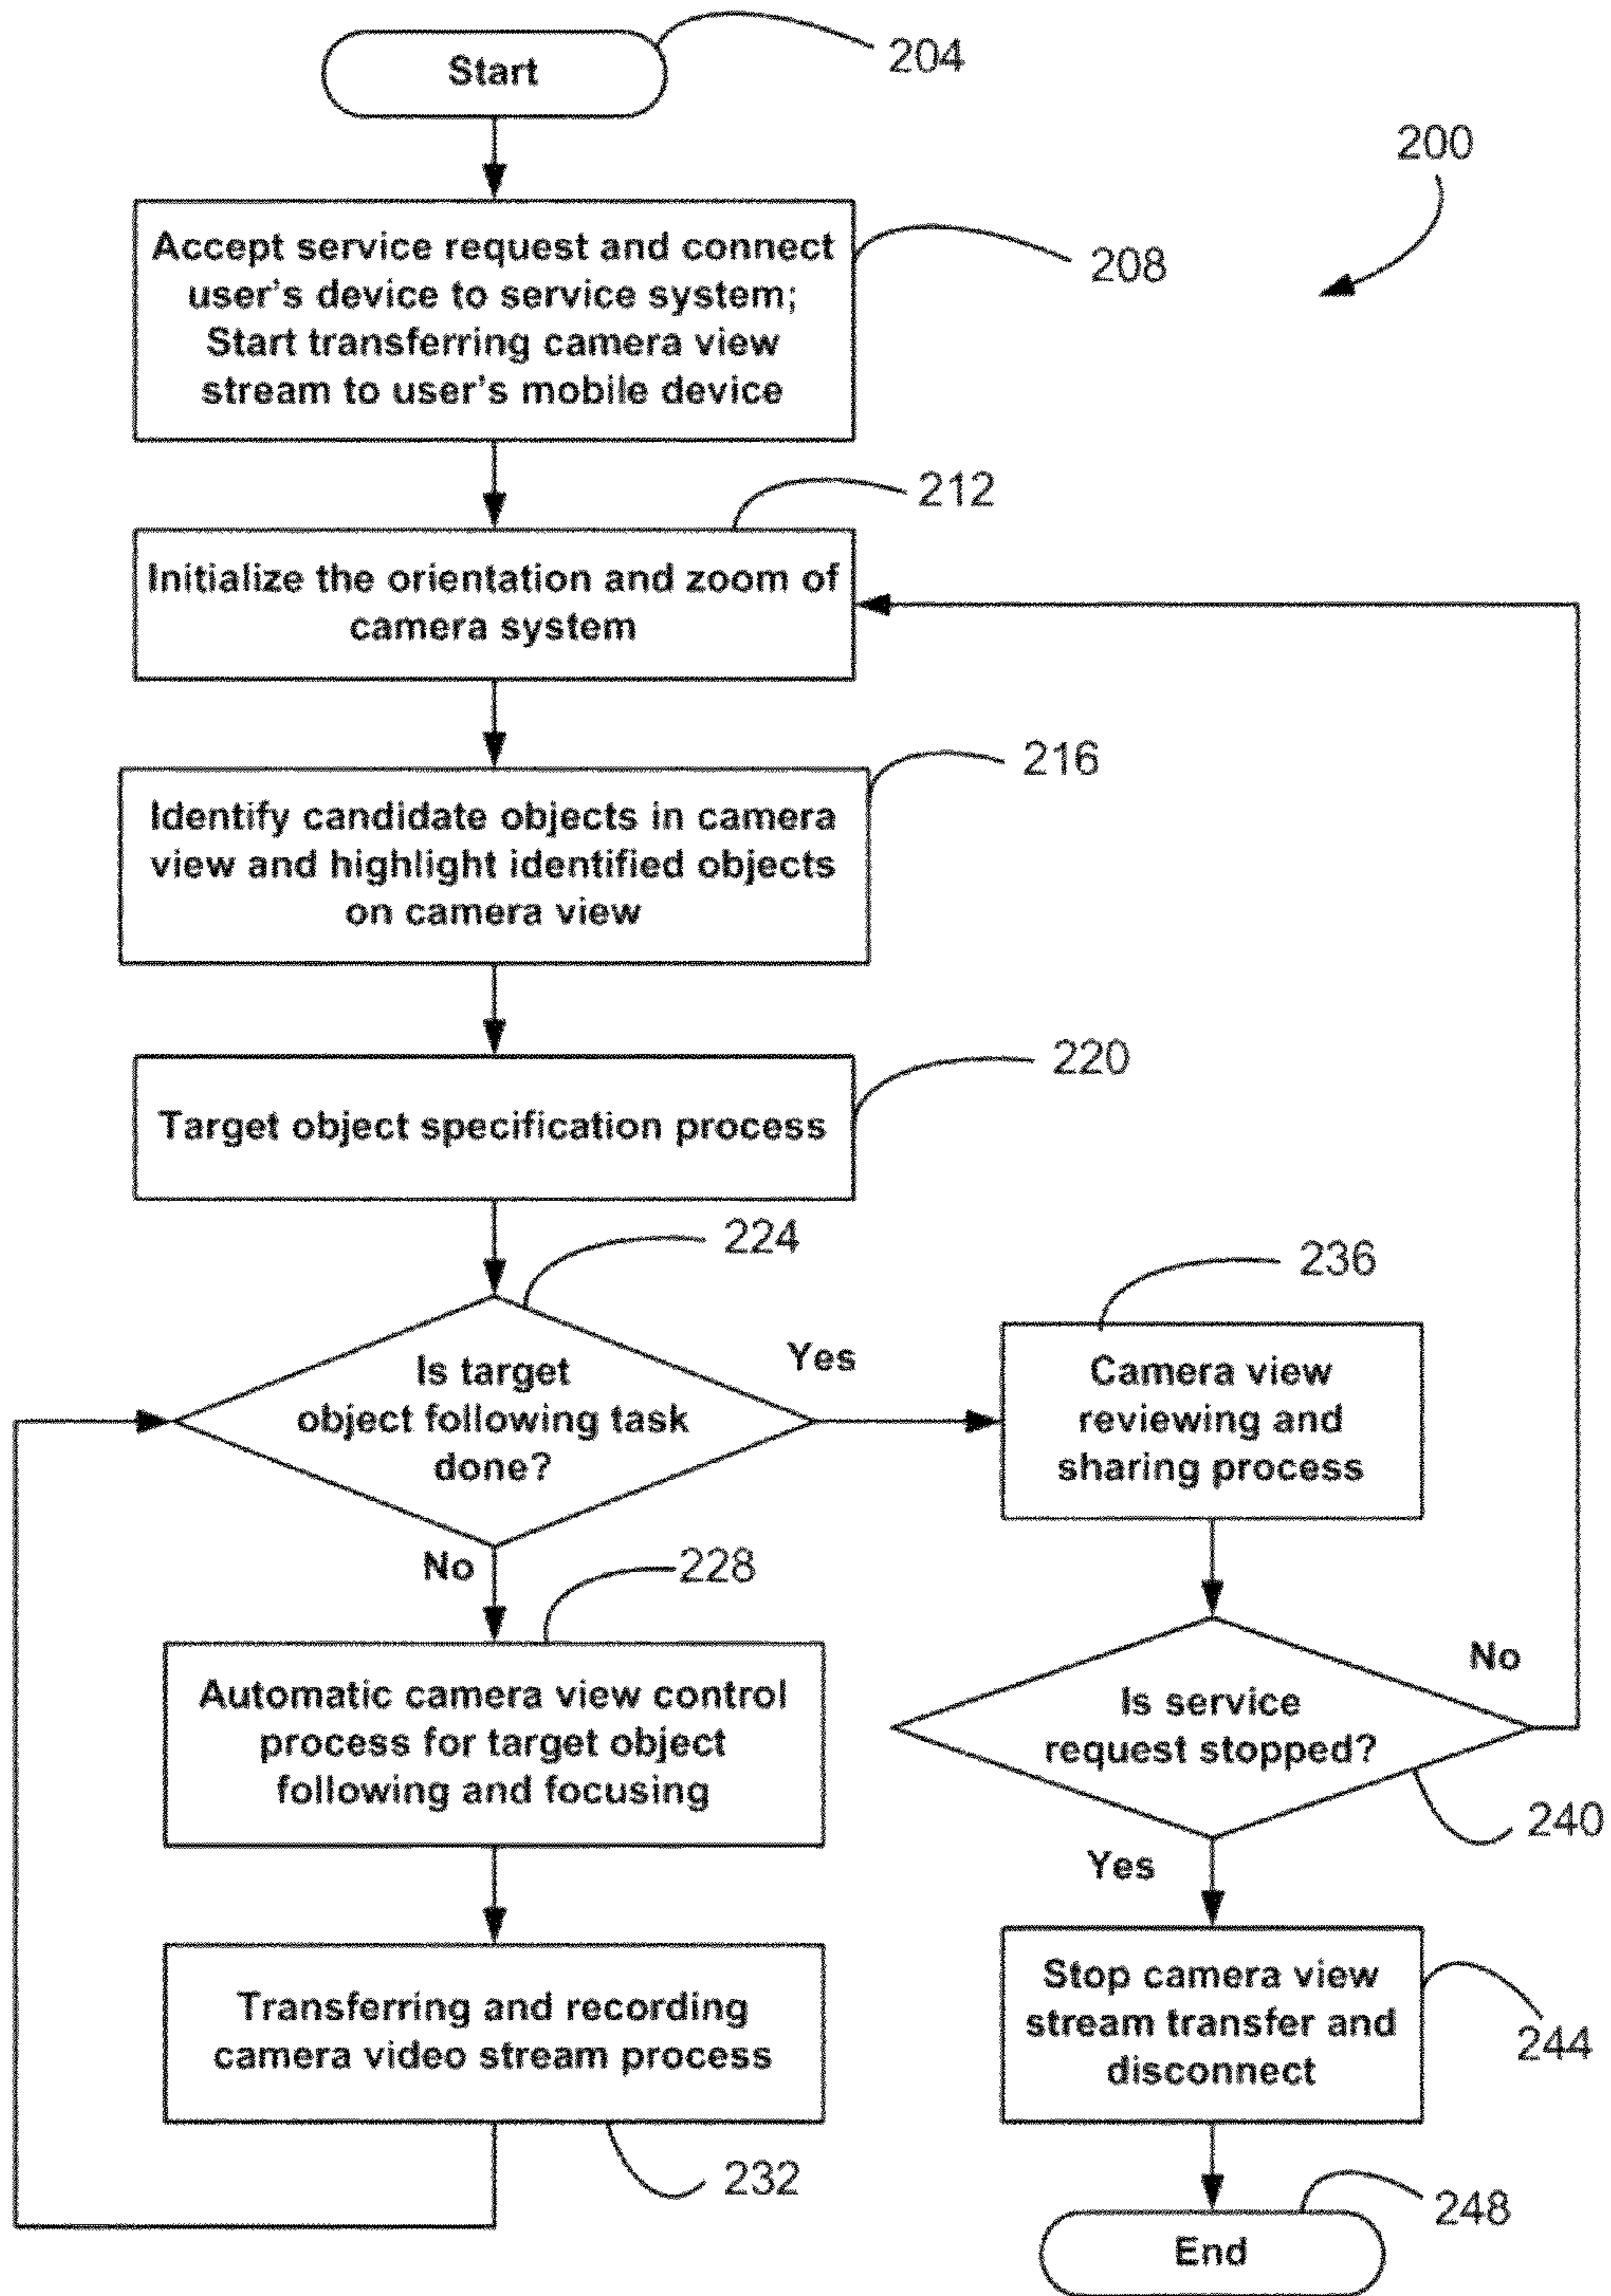 Start
204
200
Accept service request and connect
user's device to service system;
Start transferring camera view
stream to user's mobile device
208
212
Initialize the orientation and zoom of
camera system
216
Identify candidate objects in camera
view and highlight identified objects
on camera view
220
Target object specification process
224
Is target
object following task
done?
Yes
No
236
Camera view
reviewing and
sharing process
228
Automatic camera view control
process for target object
following and focusing
Is service
request stopped?
No
240
Yes
Transferring and recording
camera video stream process
232
Stop camera view
stream transfer and
disconnect
244
248
End